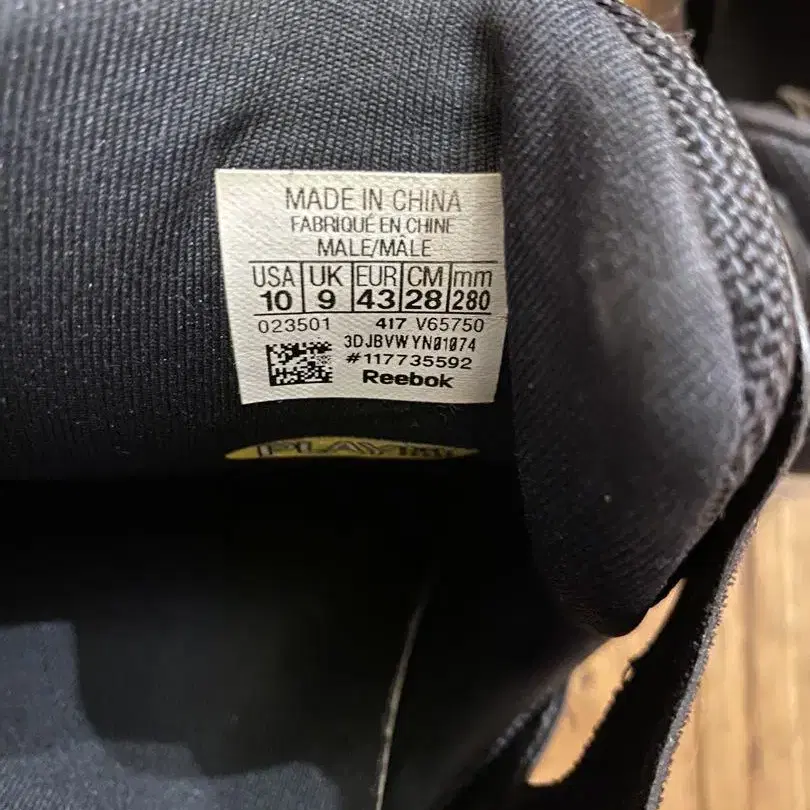 MADE IN CHINA
FABRIQUÉ EN CHINE
MALE/MÂLE
USA UK EUR CM mm
10 9 43 28 280
023501 417 V65750
3DJBVWYN01074
#117735592
Reebok
PLAY